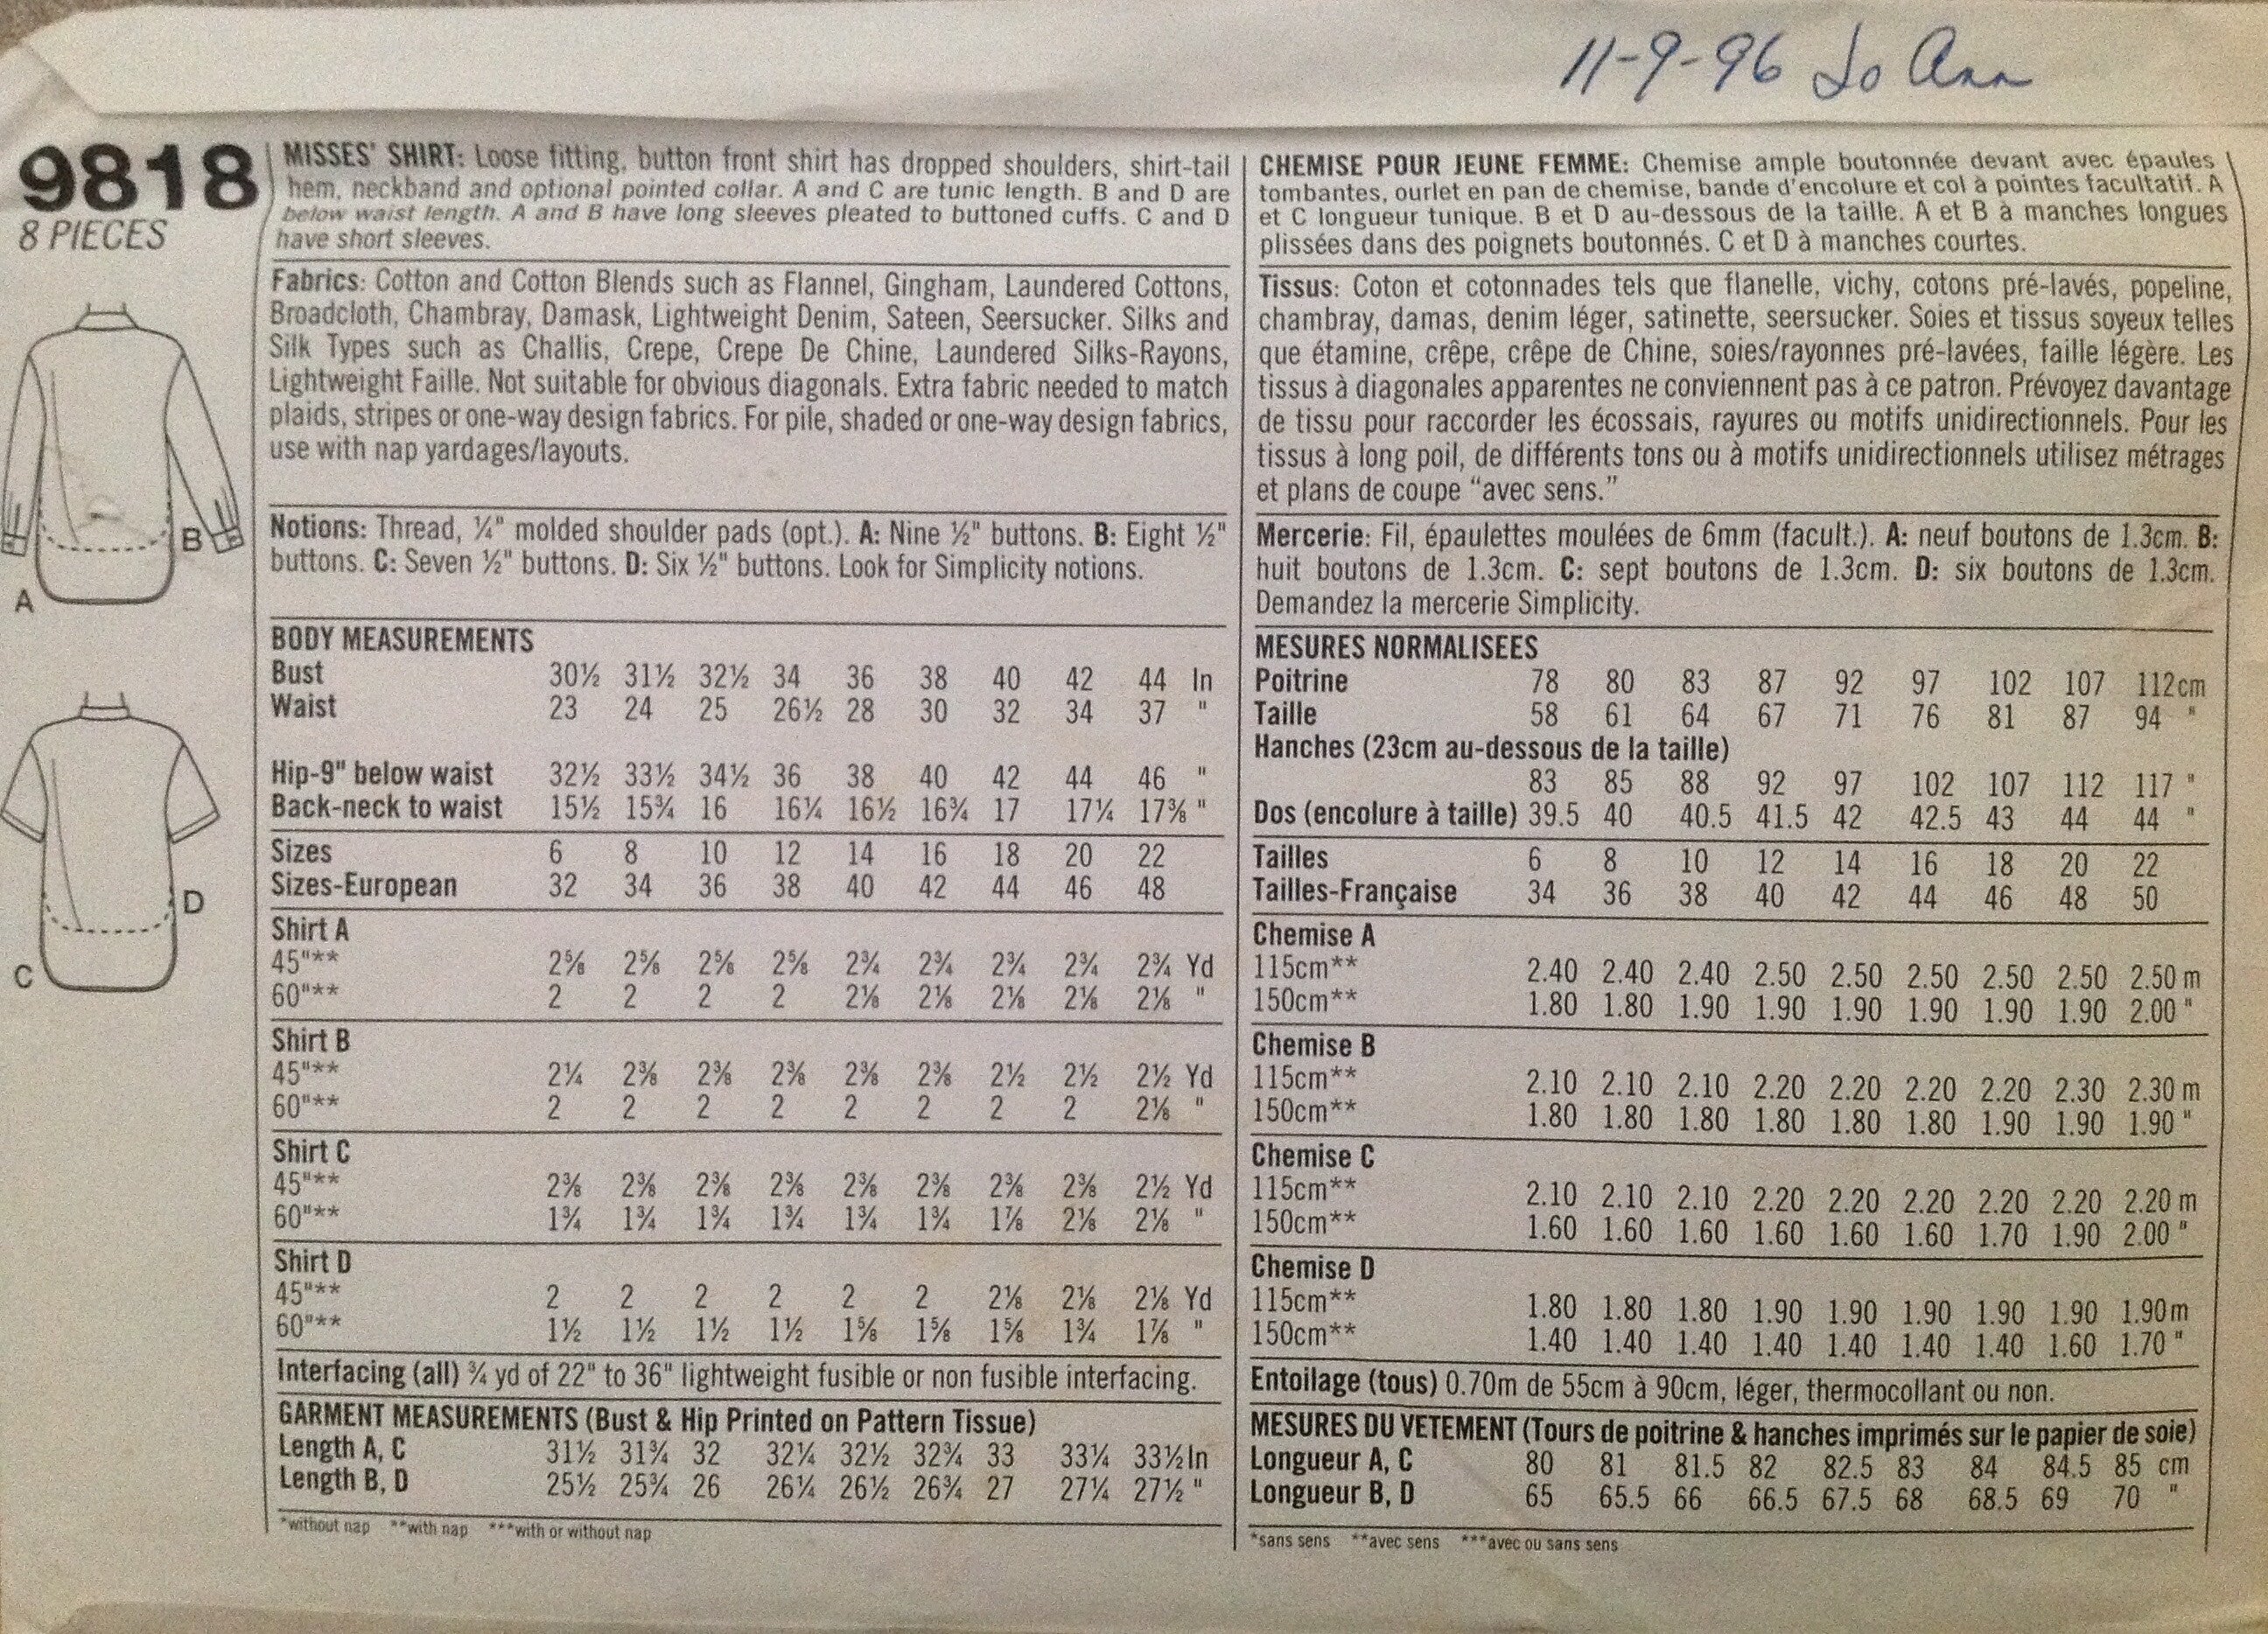 11-9-96 Jo Ann
9818
8 PIECES
MISSES' SHIRT: Loose fitting, button front shirt has dropped shoulders, shirt-tail
hem, neckband and optional pointed collar. A and C are tunic length. B and D are
below waist length. A and B have long sleeves pleated to buttoned cuffs. C and D
have short sleeves.
Fabrics: Cotton and Cotton Blends such as Flannel, Gingham, Laundered Cottons,
Broadcloth, Chambray, Damask, Lightweight Denim, Sateen, Seersucker. Silks and
Silk Types such as Challis, Crepe, Crepe De Chine, Laundered Silks-Rayons,
Lightweight Faille. Not suitable for obvious diagonals. Extra fabric needed to match
plaids, stripes or one-way design fabrics. For pile, shaded or one-way design fabrics,
use with nap yardages/layouts.
Notions: Thread, ¼" molded shoulder pads (opt.). A: Nine ½" buttons. B: Eight ½"
buttons. C: Seven ½" buttons. D: Six ½" buttons. Look for Simplicity notions.
BODY MEASUREMENTS
Bust 30½ 31½ 32½ 34 36 38 40 42 44 In
Waist 23 24 25 26½ 28 30 32 34 37 "
Hip-9" below waist 32½ 33½ 34½ 36 38 40 42 44 46 "
Back-neck to waist 15½ 15¾ 16 16¼ 16½ 16¾ 17 17¼ 17⅜ "
Sizes 6 8 10 12 14 16 18 20 22
Sizes-European 32 34 36 38 40 42 44 46 48
Shirt A
45"** 2⅝ 2⅝ 2⅝ 2⅝ 2¾ 2¾ 2¾ 2¾ 2¾ Yd
60"** 2 2 2 2 2⅛ 2⅛ 2⅛ 2⅛ 2⅛ "
Shirt B
45"** 2¼ 2⅜ 2⅜ 2⅜ 2⅜ 2⅜ 2½ 2½ 2½ Yd
60"** 2 2 2 2 2 2 2 2 2⅛ "
Shirt C
45"** 2⅜ 2⅜ 2⅜ 2⅜ 2⅜ 2⅜ 2⅜ 2⅜ 2½ Yd
60"** 1¾ 1¾ 1¾ 1¾ 1¾ 1¾ 1⅞ 2⅛ 2⅛ "
Shirt D
45"** 2 2 2 2 2 2 2⅛ 2⅛ 2⅛ Yd
60"** 1½ 1½ 1½ 1½ 1⅝ 1⅝ 1⅝ 1¾ 1⅞ "
Interfacing (all) ¾ yd of 22" to 36" lightweight fusible or non fusible interfacing.
GARMENT MEASUREMENTS (Bust & Hip Printed on Pattern Tissue)
Length A, C 31½ 31¾ 32 32¼ 32½ 32¾ 33 33¼ 33½ In
Length B, D 25½ 25¾ 26 26¼ 26½ 26¾ 27 27¼ 27½ "
*without nap **with nap ***with or without nap
CHEMISE POUR JEUNE FEMME: Chemise ample boutonnée devant avec épaules
tombantes, ourlet en pan de chemise, bande d'encolure et col à pointes facultatif. A
et C longueur tunique. B et D au-dessous de la taille. A et B à manches longues
plissées dans des poignets boutonnés. C et D à manches courtes.
Tissus: Coton et cotonnades tels que flanelle, vichy, cotons pré-lavés, popeline,
chambray, damas, denim léger, satinette, seersucker. Soies et tissus soyeux telles
que étamine, crêpe, crêpe de Chine, soies/rayonnes pré-lavées, faille légère. Les
tissus à diagonales apparentes ne conviennent pas à ce patron. Prévoyez davantage
de tissu pour raccorder les écossais, rayures ou motifs unidirectionnels. Pour les
tissus à long poil, de différents tons ou à motifs unidirectionnels utilisez métrages
et plans de coupe "avec sens."
Mercerie: Fil, épaulettes moulées de 6mm (facult.). A: neuf boutons de 1.3cm. B:
huit boutons de 1.3cm. C: sept boutons de 1.3cm. D: six boutons de 1.3cm.
Demandez la mercerie Simplicity.
MESURES NORMALISEES
Poitrine 78 80 83 87 92 97 102 107 112cm
Taille 58 61 64 67 71 76 81 87 94 "
Hanches (23cm au-dessous de la taille)
83 85 88 92 97 102 107 112 117 "
Dos (encolure à taille) 39.5 40 40.5 41.5 42 42.5 43 44 44 "
Tailles 6 8 10 12 14 16 18 20 22
Tailles-Française 34 36 38 40 42 44 46 48 50
Chemise A
115cm** 2.40 2.40 2.40 2.50 2.50 2.50 2.50 2.50 2.50 m
150cm** 1.80 1.80 1.90 1.90 1.90 1.90 1.90 1.90 2.00 "
Chemise B
115cm** 2.10 2.10 2.10 2.20 2.20 2.20 2.20 2.30 2.30 m
150cm** 1.80 1.80 1.80 1.80 1.80 1.80 1.90 1.90 1.90 "
Chemise C
115cm** 2.10 2.10 2.10 2.20 2.20 2.20 2.20 2.20 2.20 m
150cm** 1.60 1.60 1.60 1.60 1.60 1.60 1.70 1.90 2.00 "
Chemise D
115cm** 1.80 1.80 1.80 1.90 1.90 1.90 1.90 1.90 1.90m
150cm** 1.40 1.40 1.40 1.40 1.40 1.40 1.40 1.60 1.70 "
Entoilage (tous) 0.70m de 55cm à 90cm, léger, thermocollant ou non.
MESURES DU VETEMENT (Tours de poitrine & hanches imprimés sur le papier de soie)
Longueur A, C 80 81 81.5 82 82.5 83 84 84.5 85 cm
Longueur B, D 65 65.5 66 66.5 67.5 68 68.5 69 70 "
*sans sens **avec sens ***avec ou sans sens
B
A
D
C